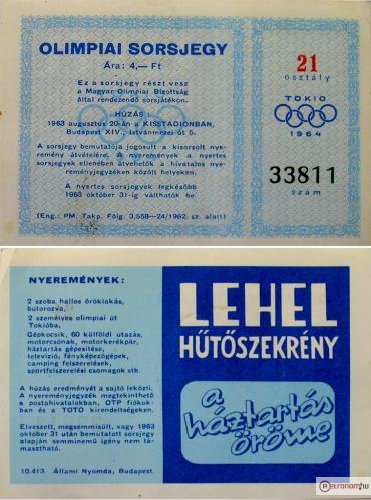 OLIMPIAI SORSJEGY
Ára: 4,— Ft
Ez a sorsjegy részt vesz
a Magyar Olimpiai Bizottság
által rendezendő sorsjátékon.
HÚZÁS
1963 augusztus 20-án a KISSTADIONBAN,
Budapest XIV., Istvánmezei út 5.
A sorsjegy bemutatója jogosult a kisorsolt nye-
remény átvételére. A nyeremények a nyertes
sorsjegyek ellenében átvehetők a hivatalos nye-
reményjegyzéken között helyeken.
A nyertes sorsjegyek legkésőbb
1963 október 31-ig válthatók be.
(Eng.: PM. Takp. Főig. 3,558—24/1962. sz. alatt)
21
osztály
TOKIO
1964
33811
szám
NYEREMÉNYEK:
2 szoba, hallos öröklakás,
bútorozva,
2 személyes olimpiai út
Tokióba,
Gépkocsik, 60 külföldi utazás,
motorcsónak, motorkerékpár,
háztartás gépesítése,
televízió, fényképezőgépek,
camping felszerelések,
sportfelszerelési csomagok stb.
A húzás eredményét a sajtó leközli.
A nyereményjegyzék megtekinthető
a postahivatalokban, OTP fiókok-
ban és a TOTO kirendeltségeken.
Elveszett, megsemmisült, vagy 1963
október 31 után bemutatott sorsjegy
alapján semminemű igény nem tá-
masztható.
10.413 Állami Nyomda, Budapest.
LEHEL
HŰTŐSZEKRÉNY
a
háztartás
öröme
Retronom.hu